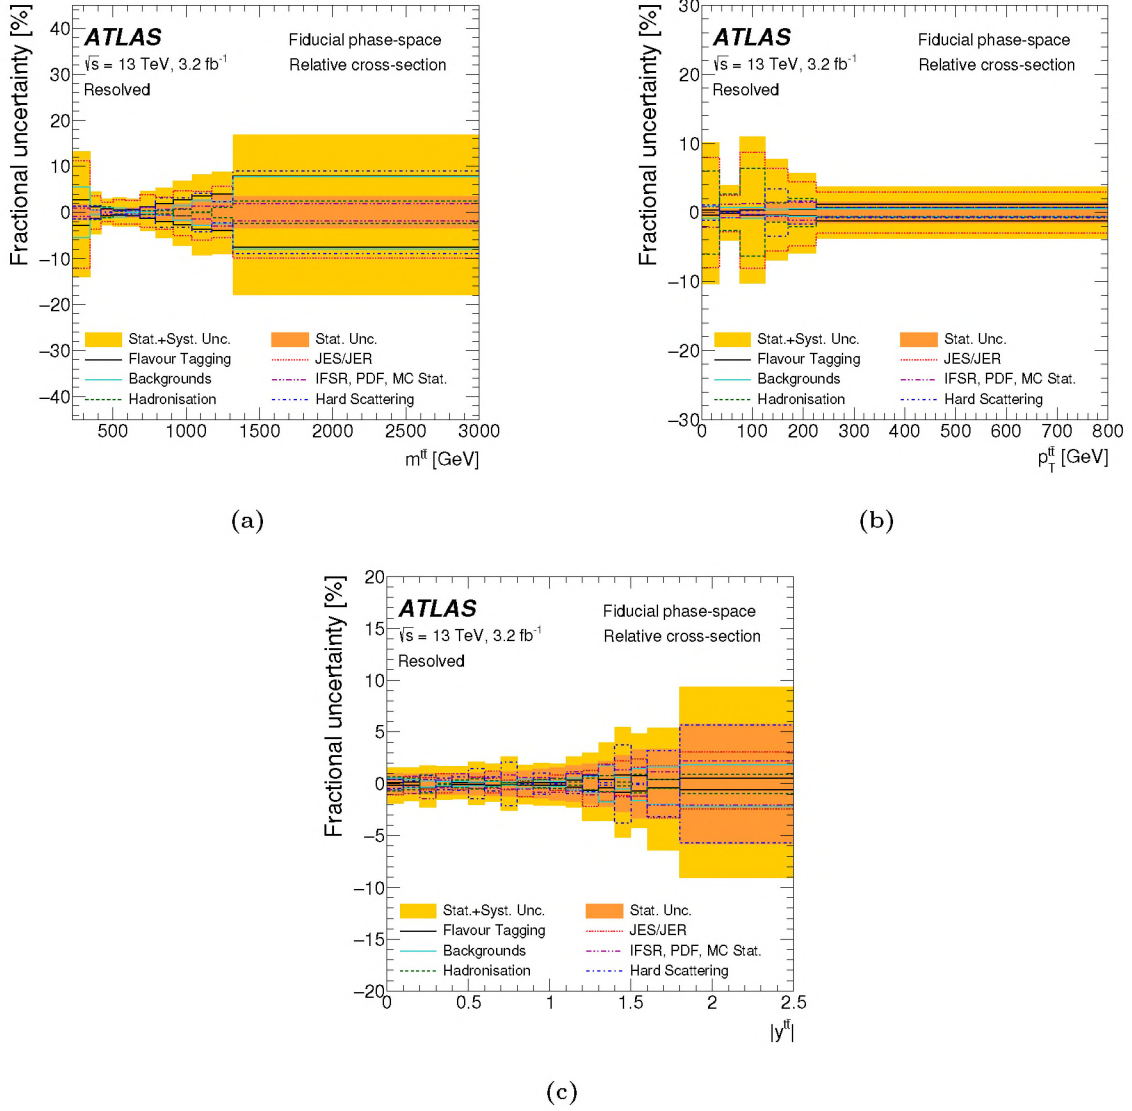 Fractional uncertainty [%]
40
30
20
10
0
−10
−20
−30
−40
ATLAS
√s = 13 TeV, 3.2 fb⁻¹
Resolved
Fiducial phase-space
Relative cross-section
Stat.+Syst. Unc.
Stat. Unc.
Flavour Tagging
JES/JER
Backgrounds
IFSR, PDF, MC Stat.
Hadronisation
Hard Scattering
500 1000 1500 2000 2500 3000
m^{tt̄} [GeV]
(a)
Fractional uncertainty [%]
30
20
10
0
−10
−20
−30
ATLAS
√s = 13 TeV, 3.2 fb⁻¹
Resolved
Fiducial phase-space
Relative cross-section
Stat.+Syst. Unc.
Stat. Unc.
Flavour Tagging
JES/JER
Backgrounds
IFSR, PDF, MC Stat.
Hadronisation
Hard Scattering
0 100 200 300 400 500 600 700 800
p_T^{tt̄} [GeV]
(b)
Fractional uncertainty [%]
20
15
10
5
0
−5
−10
−15
−20
ATLAS
√s = 13 TeV, 3.2 fb⁻¹
Resolved
Fiducial phase-space
Relative cross-section
Stat.+Syst. Unc.
Stat. Unc.
Flavour Tagging
JES/JER
Backgrounds
IFSR, PDF, MC Stat.
Hadronisation
Hard Scattering
0 0.5 1 1.5 2 2.5
|y^{tt̄}|
(c)